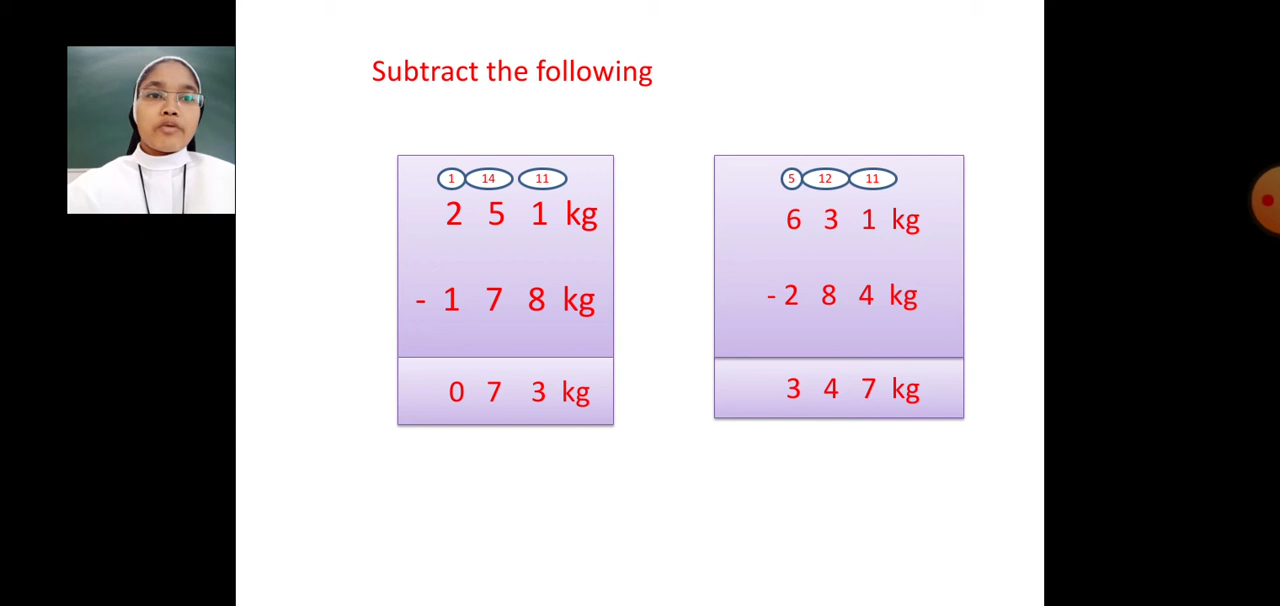 Subtract the following
1 14 11
2 5 1 kg
- 1 7 8 kg
0 7 3 kg
5 12 11
6 3 1 kg
- 2 8 4 kg
3 4 7 kg